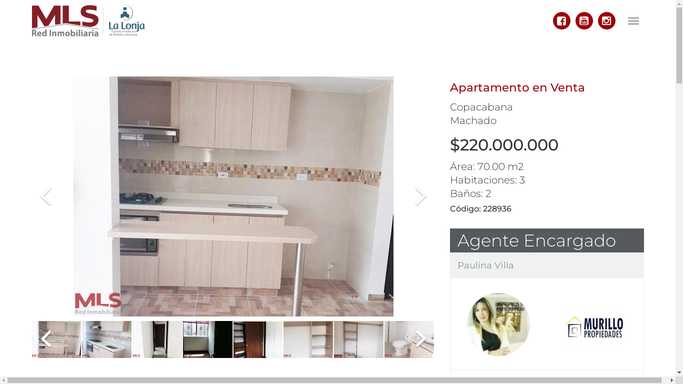 MLS
Red Inmobiliaria
La Lonja
Apartamento en Venta
Copacabana
Machado
$220.000.000
Área: 70.00 m2
Habitaciones: 3
Baños: 2
Código: 228936
Agente Encargado
Paulina Villa
MLS
Red Inmobiliaria
MURILLO
PROPIEDADES